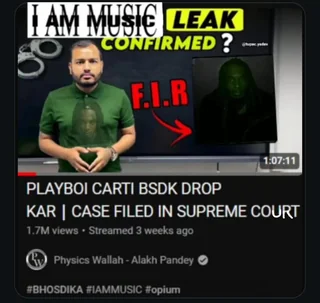 I AM MUSIC LEAK
CONFIRMED ?
F.I.R
1:07:11
PLAYBOI CARTI BSDK DROP
KAR | CASE FILED IN SUPREME COURT
1.7M views • Streamed 3 weeks ago
PW Physics Wallah - Alakh Pandey
#BHOSDIKA #IAMMUSIC #opium